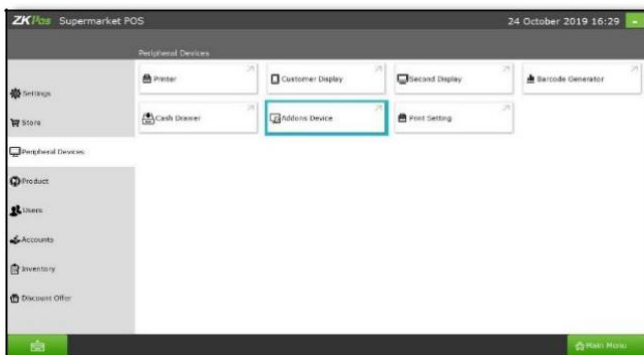 ZKPos Supermarket POS 24 October 2019 16:29
Peripheral Devices
Printer Customer Display Second Display Barcode Generator
Settings
Cash Drawer Addons Device Print Setting
Store
Peripheral Devices
Product
Users
Accounts
Inventory
Discount Offer
Main Menu